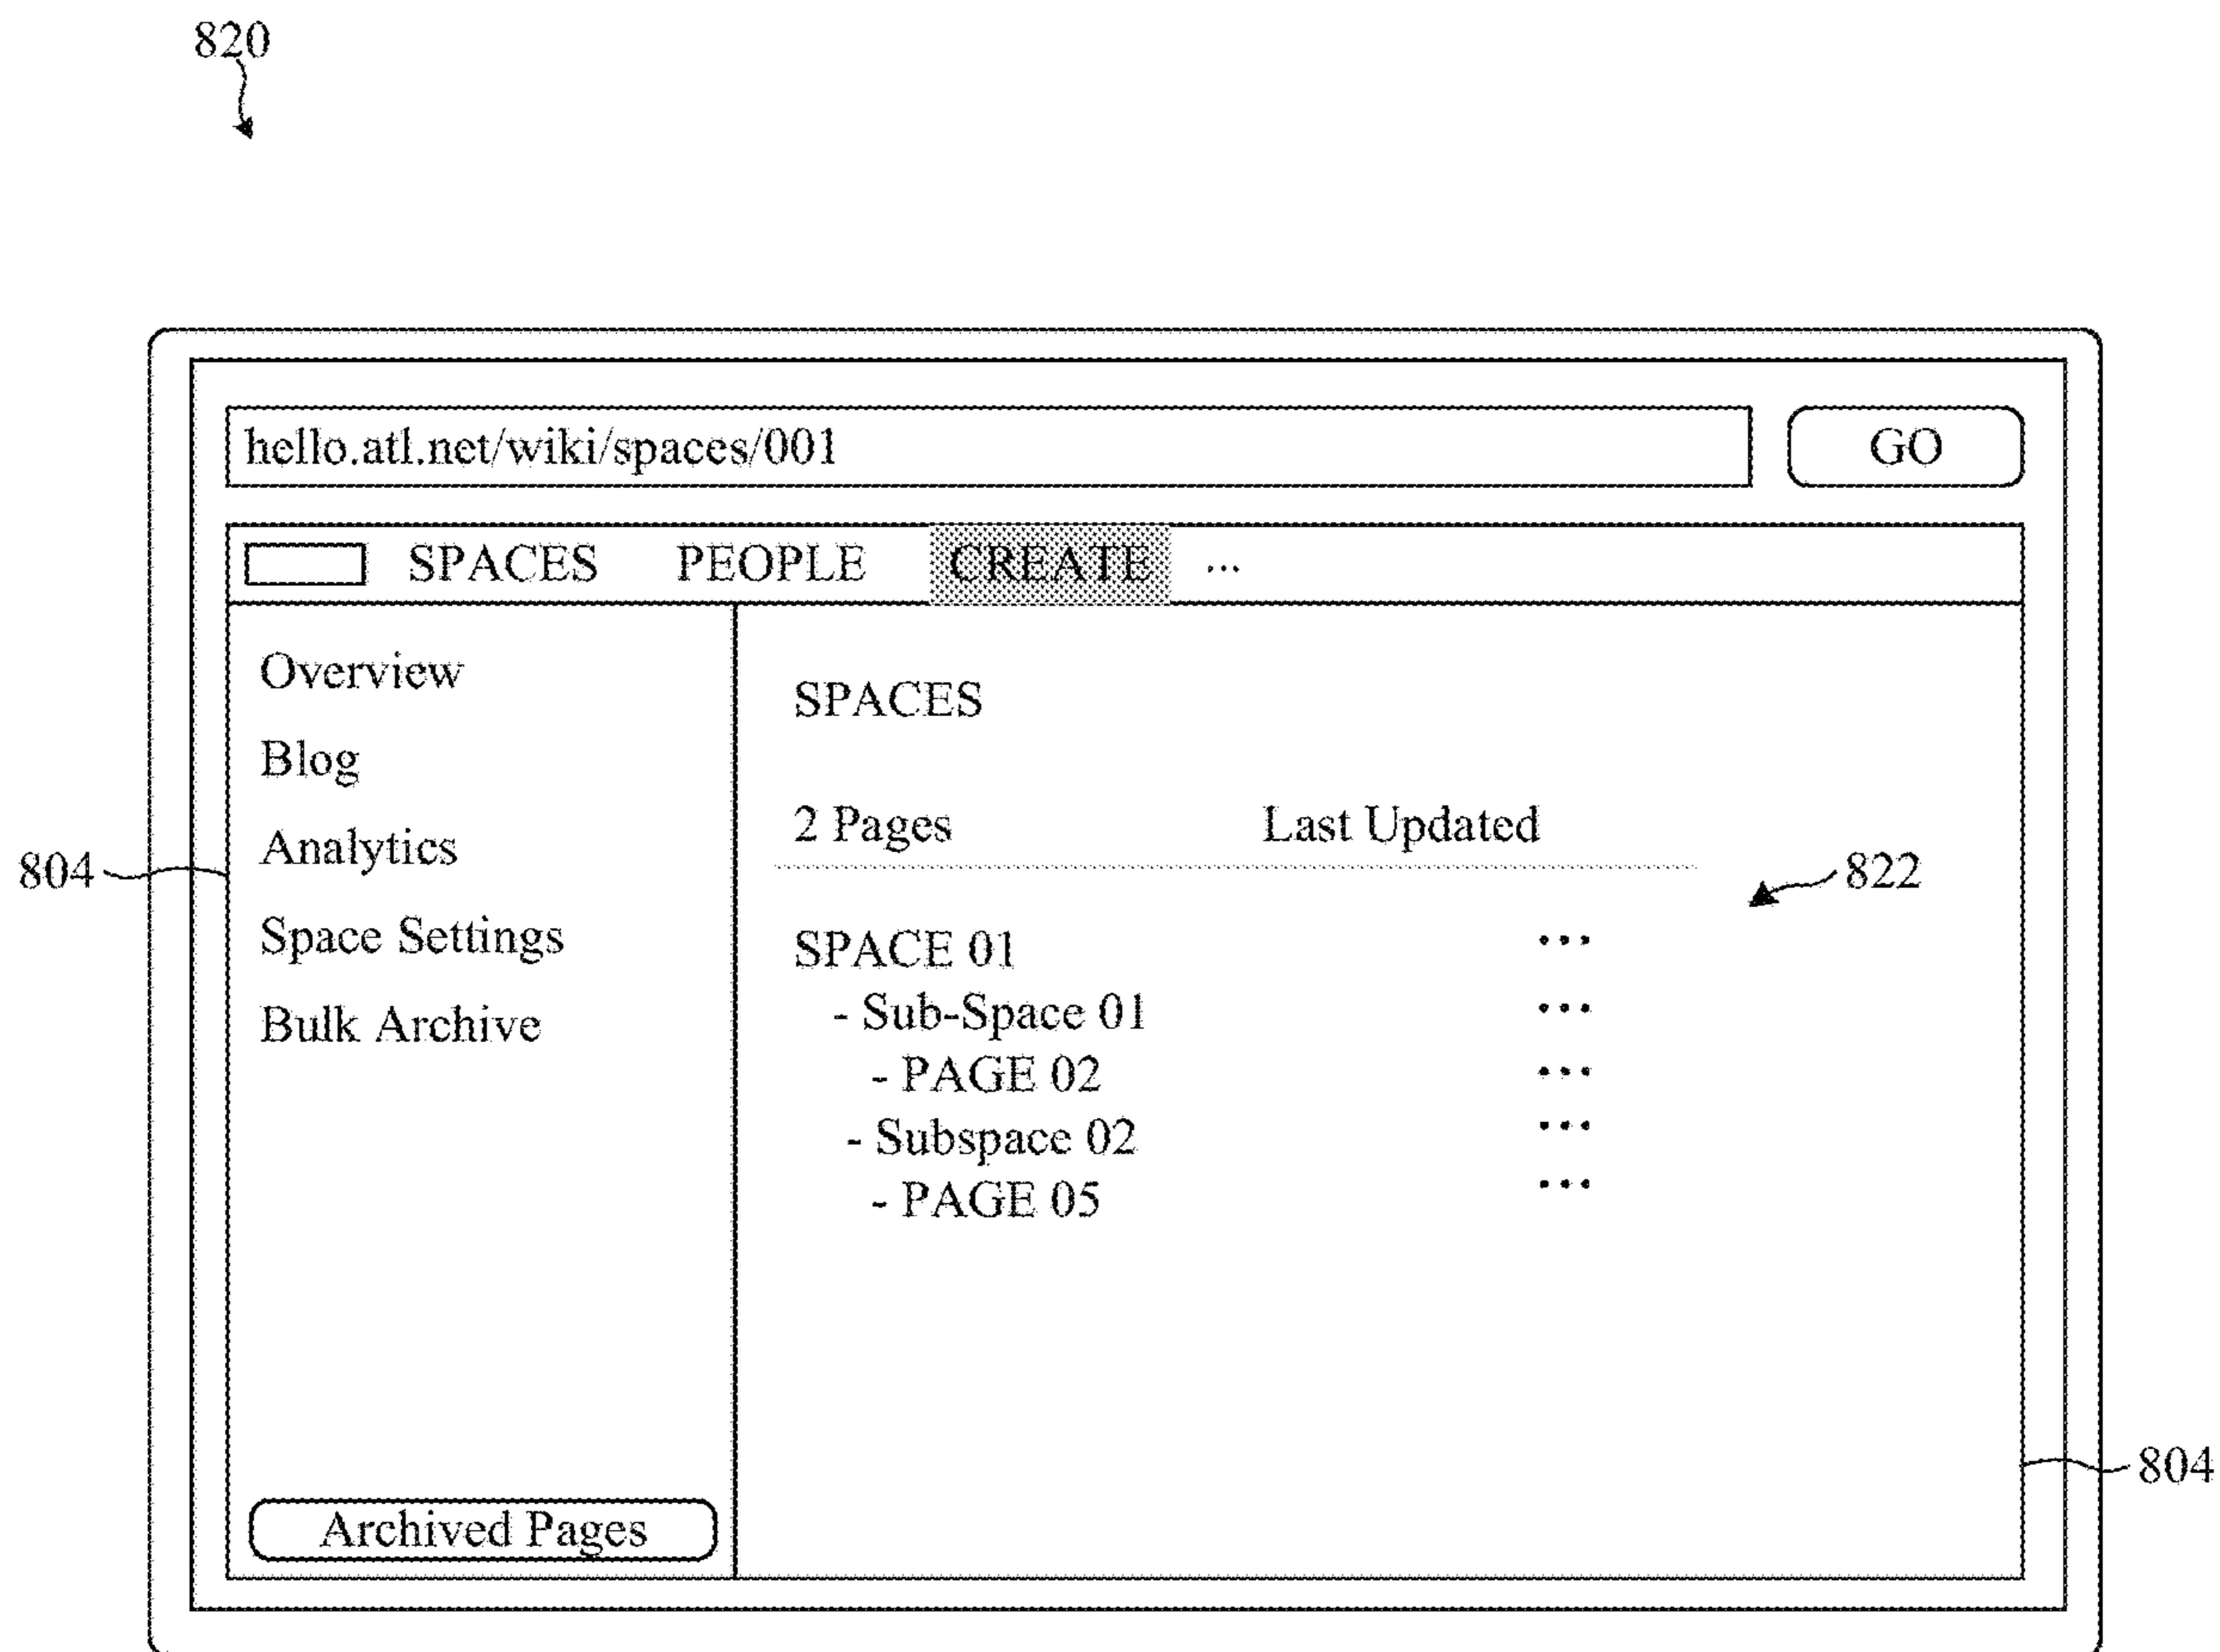 820
hello.atl.net/wiki/spaces/001 GO
SPACES PEOPLE CREATE ...
Overview
Blog
Analytics
Space Settings
Bulk Archive
Archived Pages
804
SPACES
2 Pages Last Updated
822
SPACE 01 ...
- Sub-Space 01 ...
- PAGE 02 ...
- Subspace 02 ...
- PAGE 05 ...
804